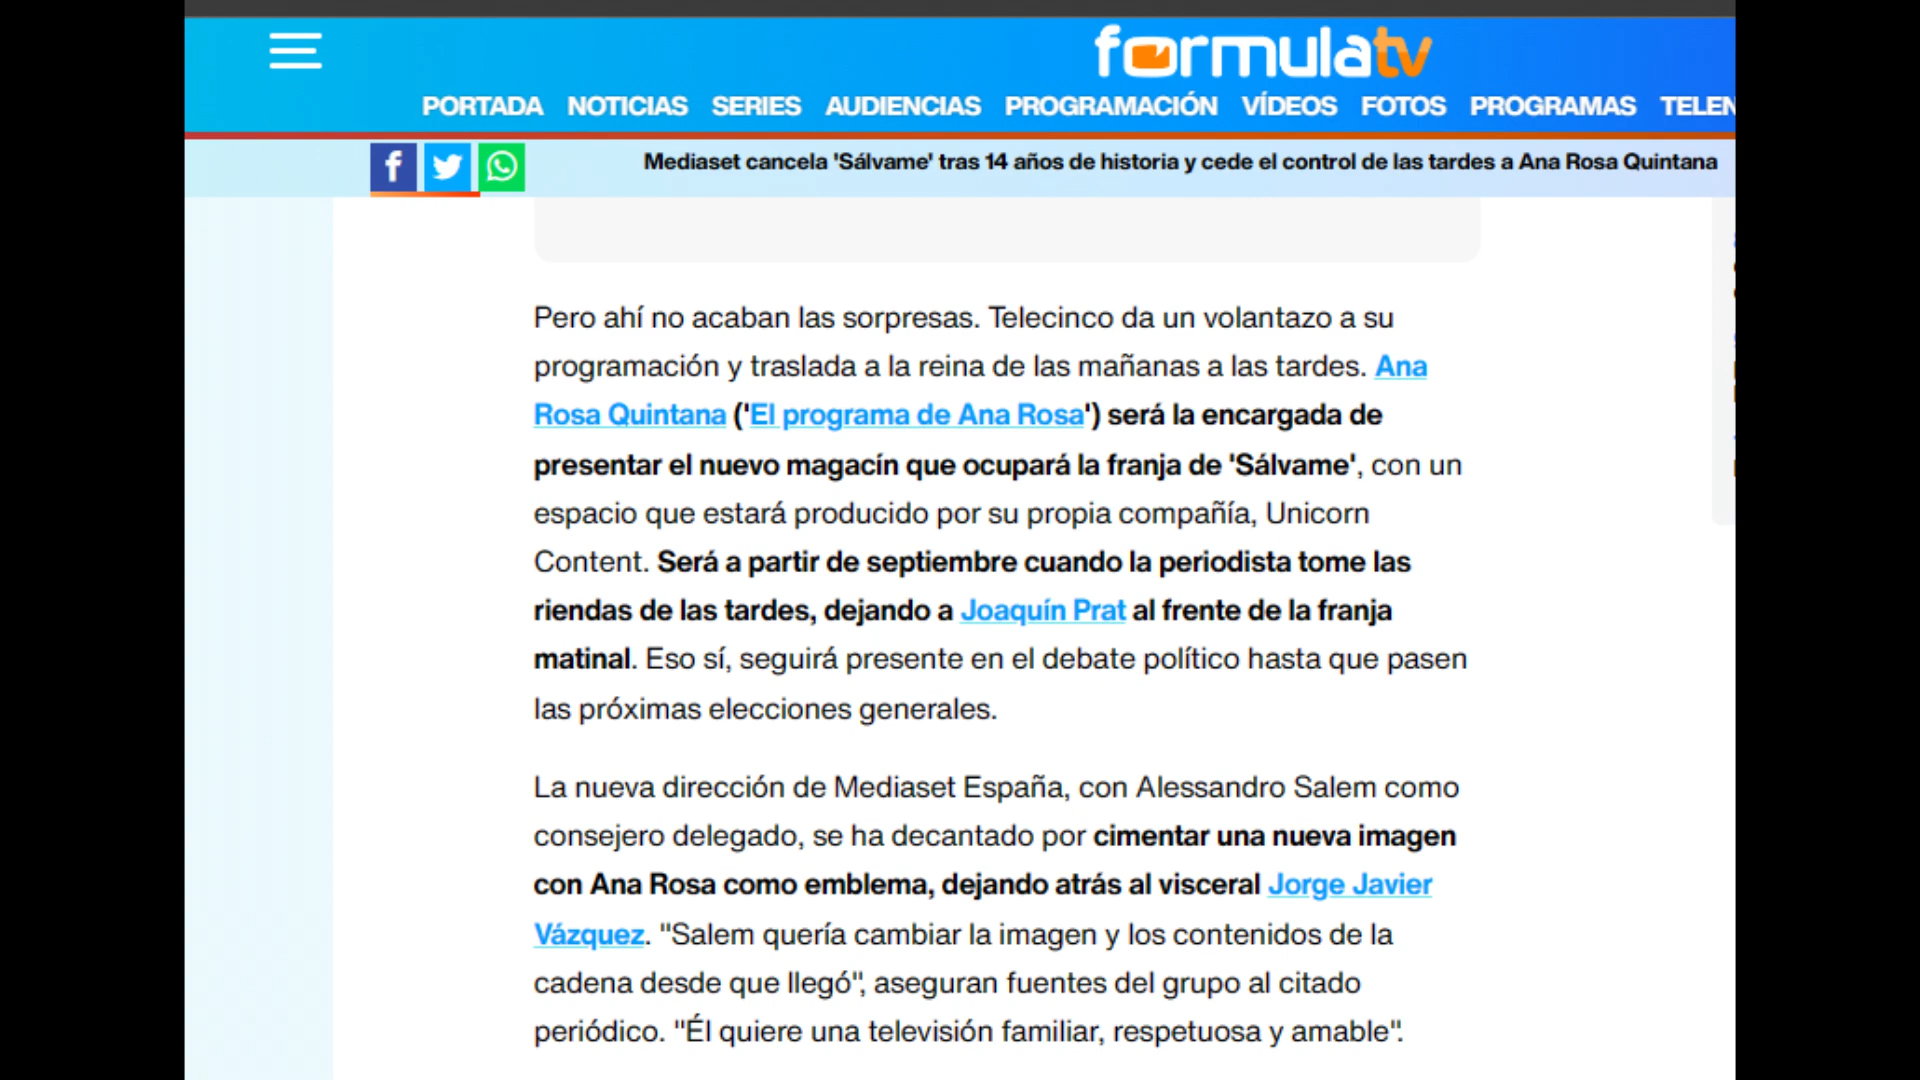 formulatv
PORTADA NOTICIAS SERIES AUDIENCIAS PROGRAMACIÓN VÍDEOS FOTOS PROGRAMAS TELEN
Mediaset cancela 'Sálvame' tras 14 años de historia y cede el control de las tardes a Ana Rosa Quintana
Pero ahí no acaban las sorpresas. Telecinco da un volantazo a su
programación y traslada a la reina de las mañanas a las tardes. Ana
Rosa Quintana ('El programa de Ana Rosa') será la encargada de
presentar el nuevo magacín que ocupará la franja de 'Sálvame', con un
espacio que estará producido por su propia compañía, Unicorn
Content. Será a partir de septiembre cuando la periodista tome las
riendas de las tardes, dejando a Joaquín Prat al frente de la franja
matinal. Eso sí, seguirá presente en el debate político hasta que pasen
las próximas elecciones generales.
La nueva dirección de Mediaset España, con Alessandro Salem como
consejero delegado, se ha decantado por cimentar una nueva imagen
con Ana Rosa como emblema, dejando atrás al visceral Jorge Javier
Vázquez. "Salem quería cambiar la imagen y los contenidos de la
cadena desde que llegó", aseguran fuentes del grupo al citado
periódico. "Él quiere una televisión familiar, respetuosa y amable".